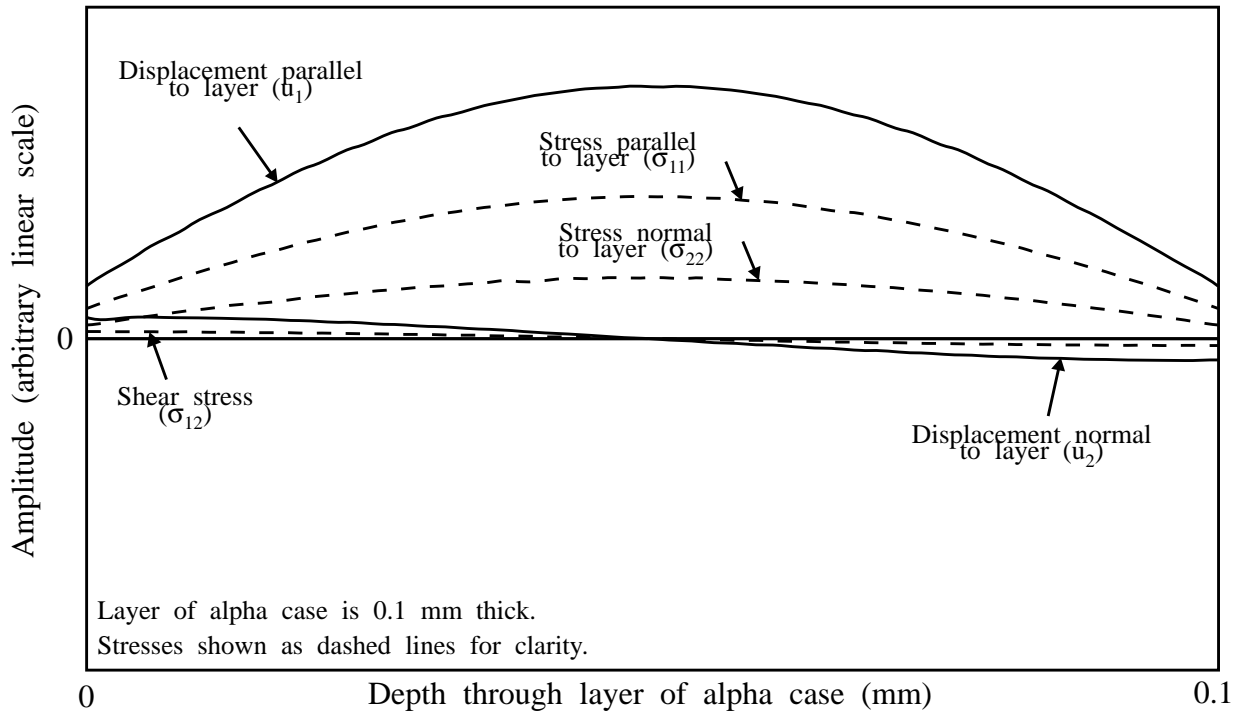 Displacement parallel
to layer (u1)
Stress parallel
to layer (σ11)
Stress normal
to layer (σ22)
Amplitude (arbitrary linear scale)
0
Shear stress
(σ12)
Displacement normal
to layer (u2)
Layer of alpha case is 0.1 mm thick.
Stresses shown as dashed lines for clarity.
0
Depth through layer of alpha case (mm)
0.1